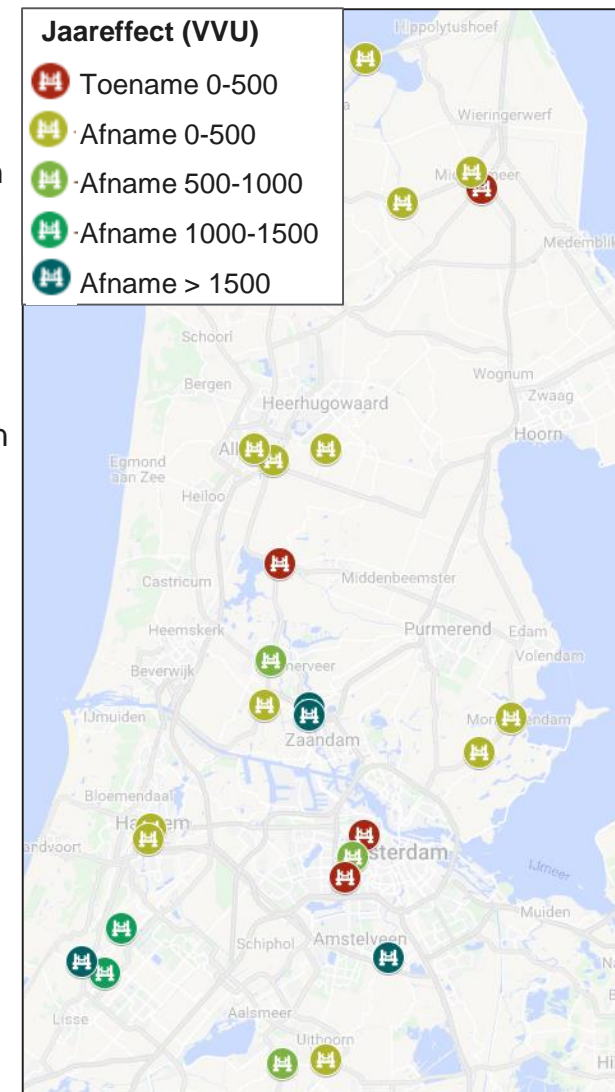 Jaareffect (VVU)
Toename 0-500
Afname 0-500
Afname 500-1000
Afname 1000-1500
Afname > 1500
n
n
Hippolytushoef
Wieringerwerf
Medemblik
Schoorl
Bergen
Wognum
Zwaag
Heerhugowaard
Hoorn
Egmond
aan Zee
Heiloo
Castricum
Middenbeemster
Heemskerk
Purmerend
Edam
Volendam
Beverwijk
IJmuiden
Zaandam
Bloemendaal
IJmeer
Muiden
Schiphol
Amstelveen
Lisse
Aalsmeer
Uithoorn